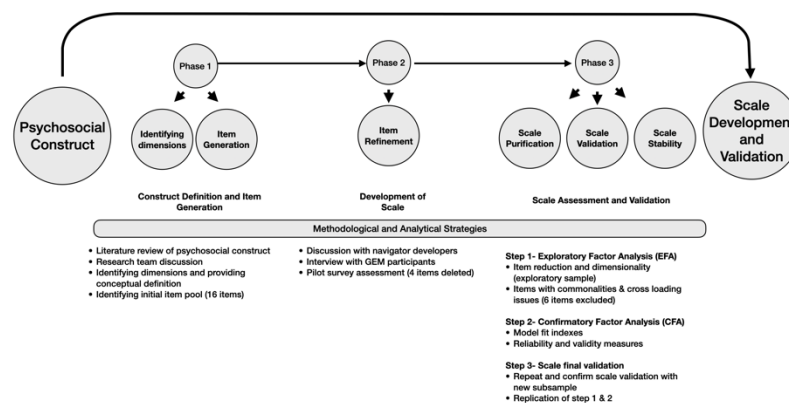 Phase 1
Phase 2
Phase 3
Psychosocial
Construct
Identifying
dimensions
Item
Generation
Item
Refinement
Scale
Purification
Scale
Validation
Scale
Stability
Scale
Development
and
Validation
Construct Definition and Item
Generation
Development of
Scale
Scale Assessment and Validation
Methodological and Analytical Strategies
• Literature review of psychosocial construct
• Research team discussion
• Identifying dimensions and providing
conceptual definition
• Identifying initial item pool (16 items)
• Discussion with navigator developers
• Interview with GEM participants
• Pilot survey assessment (4 items deleted)
Step 1- Exploratory Factor Analysis (EFA)
• Item reduction and dimensionality
(exploratory sample)
• Items with commonalities & cross loading
issues (6 items excluded)
Step 2- Confirmatory Factor Analysis (CFA)
• Model fit indexes
• Reliability and validity measures
Step 3- Scale final validation
• Repeat and confirm scale validation with
new subsample
• Replication of step 1 & 2